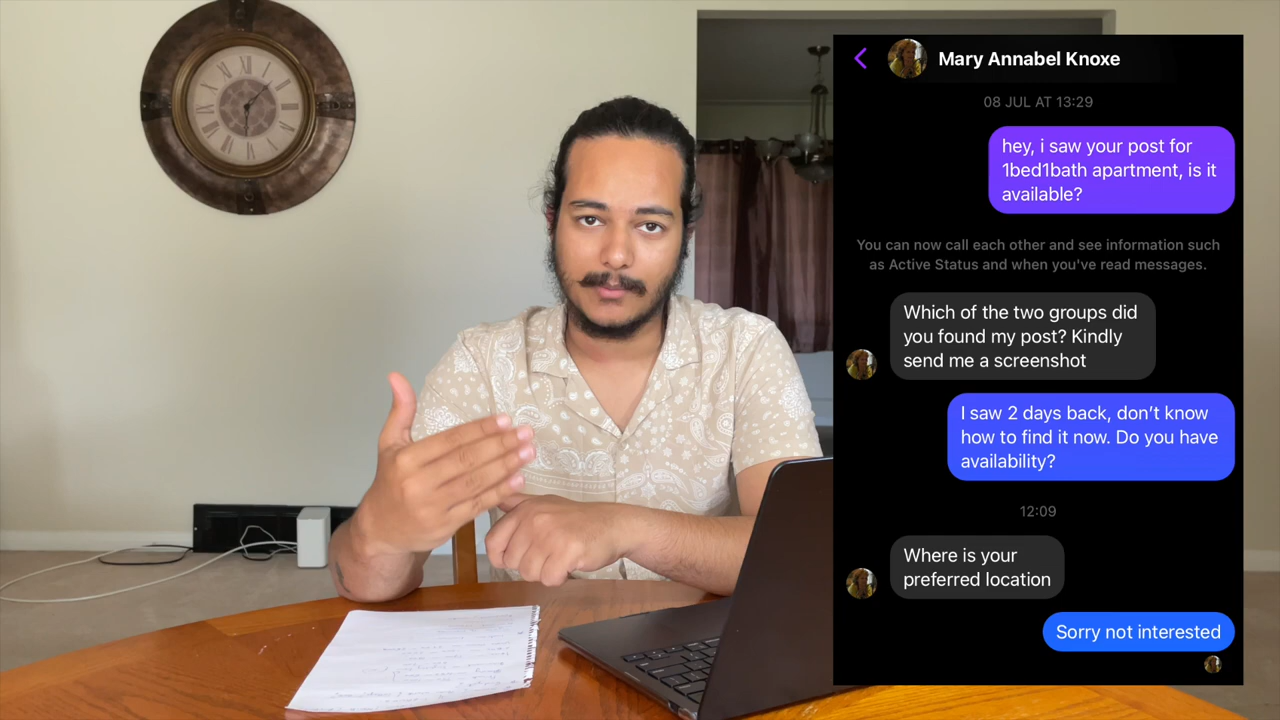 Mary Annabel Knoxe
08 JUL AT 13:29
hey, i saw your post for
1bed1bath apartment, is it
available?
You can now call each other and see information such
as Active Status and when you've read messages.
Which of the two groups did
you found my post? Kindly
send me a screenshot
I saw 2 days back, don’t know
how to find it now. Do you have
availability?
12:09
Where is your
preferred location
Sorry not interested